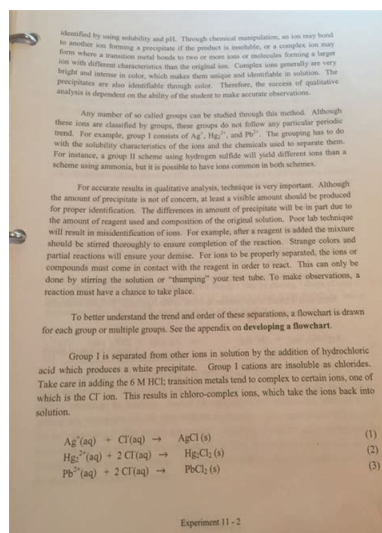 identified by using solubility and pH. Through chemical manipulation, an ion may bond
to another ion forming a precipitate if the product is insoluble, or a complex ion may
form where a transition metal bonds to two or more ions or molecules forming a larger
ion with different characteristics than the original ion. Complex ions generally are very
bright and intense in color, which makes them unique and identifiable in solution. The
precipitates are also identifiable through color. Therefore, the success of qualitative
analysis is dependent on the ability of the student to make accurate observations.
Any number of so called groups can be studied through this method. Although
these ions are classified by groups, these groups do not follow any particular periodic
trend. For example, group I consists of Ag⁺, Hg₂²⁺, and Pb²⁺. The grouping has to do
with the solubility characteristics of the ions and the chemicals used to separate them.
For instance, a group II scheme using hydrogen sulfide will yield different ions than a
scheme using ammonia, but it is possible to have ions common in both schemes.
For accurate results in qualitative analysis, technique is very important. Although
the amount of precipitate is not of concern, at least a visible amount should be produced
for proper identification. The differences in amount of precipitate will be in part due to
the amount of reagent used and composition of the original solution. Poor lab technique
will result in misidentification of ions. For example, after a reagent is added the mixture
should be stirred thoroughly to ensure completion of the reaction. Strange colors and
partial reactions will ensure your demise. For ions to be properly separated, the ions or
compounds must come in contact with the reagent in order to react. This can only be
done by stirring the solution or "thumping" your test tube. To make observations, a
reaction must have a chance to take place.
To better understand the trend and order of these separations, a flowchart is drawn
for each group or multiple groups. See the appendix on developing a flowchart.
Group I is separated from other ions in solution by the addition of hydrochloric
acid which produces a white precipitate. Group I cations are insoluble as chlorides.
Take care in adding the 6 M HCl; transition metals tend to complex to certain ions, one of
which is the Cl⁻ ion. This results in chloro-complex ions, which take the ions back into
solution.
Ag⁺(aq) + Cl⁻(aq) → AgCl (s) (1)
Hg₂²⁺(aq) + 2 Cl⁻(aq) → Hg₂Cl₂ (s) (2)
Pb²⁺(aq) + 2 Cl⁻(aq) → PbCl₂ (s) (3)
Experiment 11 - 2